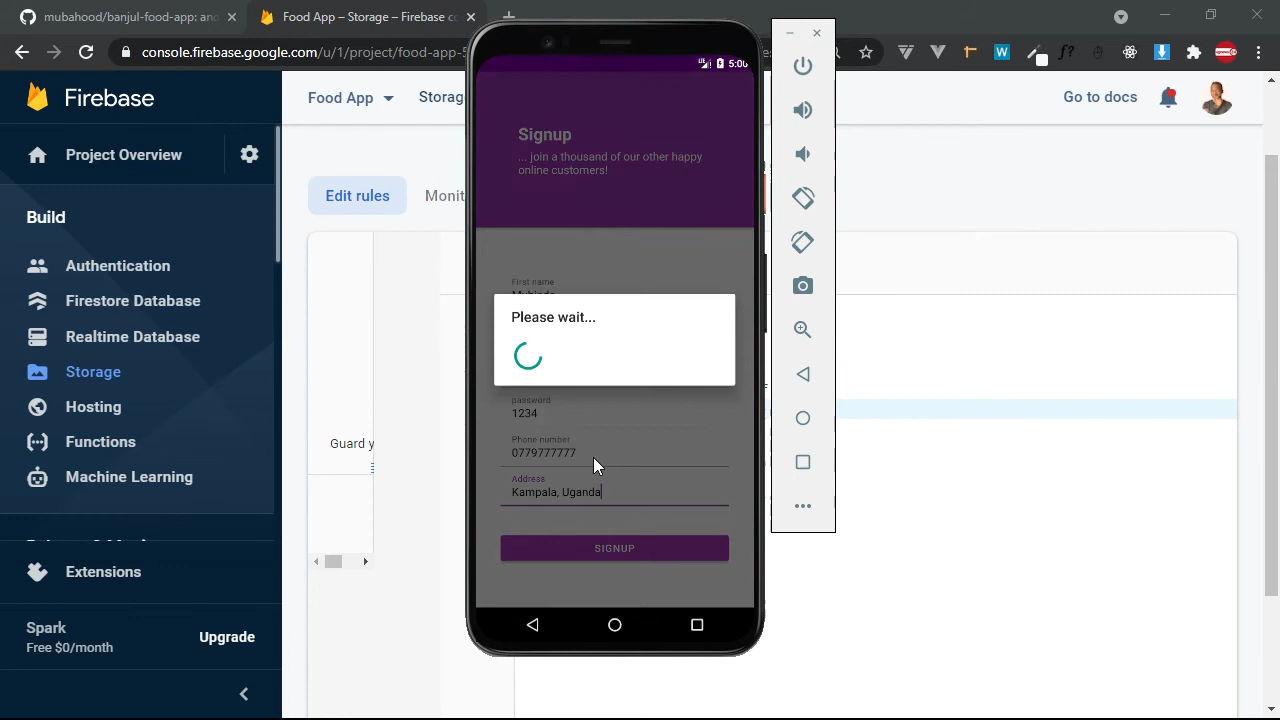 mubahood/banjul-food-app: and
Food App – Storage – Firebase co
console.firebase.google.com/u/1/project/food-app-5
Firebase
Food App
Storag
Go to docs
Project Overview
Edit rules
Monit
Build
Authentication
Firestore Database
Realtime Database
Storage
Hosting
Functions
Machine Learning
Extensions
Spark
Free $0/month
Upgrade
Guard y
5:00
Signup
... join a thousand of our other happy
online customers!
First name
Please wait...
password
1234
Phone number
0779777777
Address
Kampala, Uganda
SIGNUP